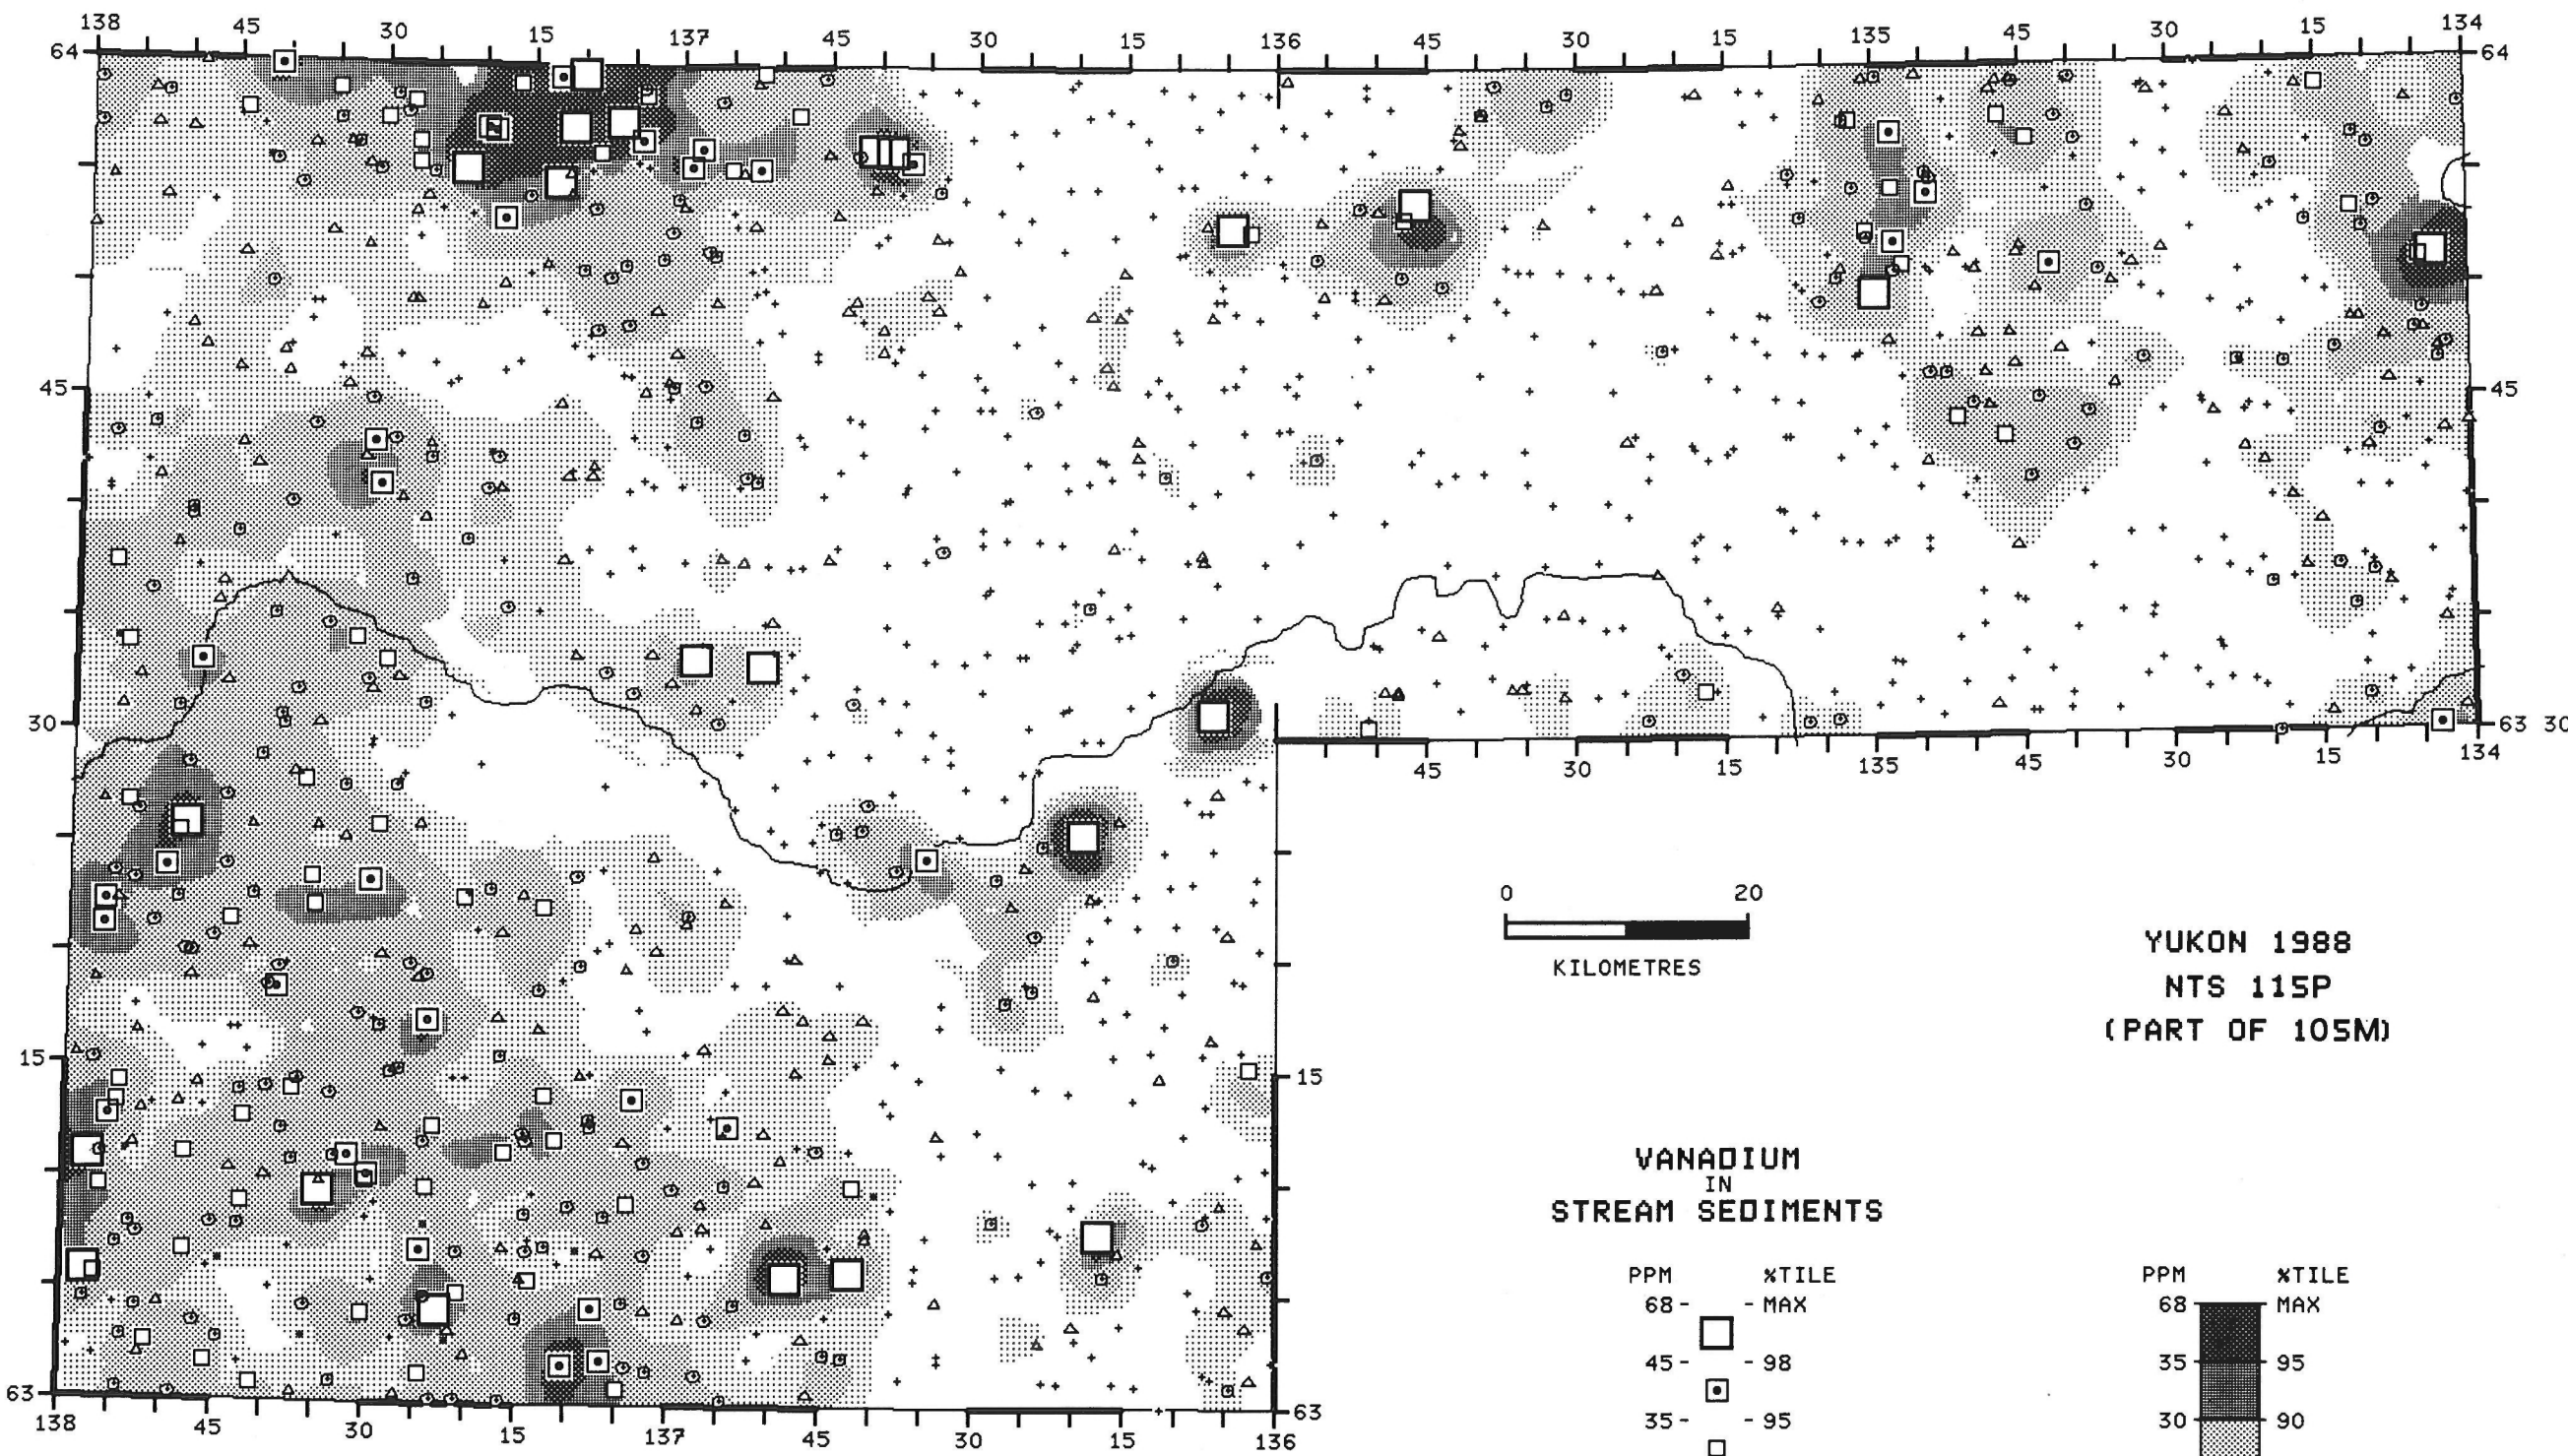 138 45 30 15 137 45 30 15 136 45 30 15 135 45 30 15 134
64 64
45 45
30 63 30
45 30 15 135 45 30 15 134
0 20
KILOMETRES
YUKON 1988
NTS 115P
(PART OF 105M)
15 15
VANADIUM
IN
STREAM SEDIMENTS
PPM %TILE PPM %TILE
68 - - MAX 68 MAX
45 - - 98 35 95
35 - - 95 30 90
63 63
138 45 30 15 137 45 30 15 136